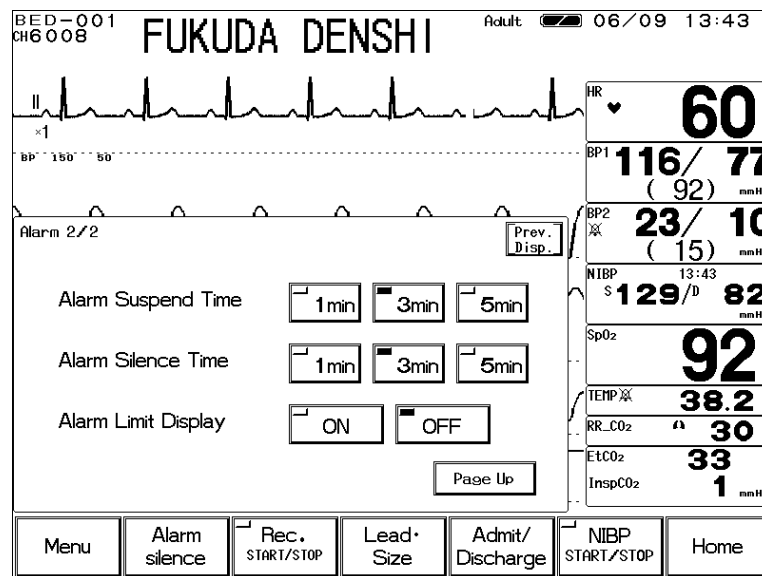 BED-001
CH6008
FUKUDA DENSHI
Adult 06/09 13:43
II
×1
BP 150 50
HR 60
BP1 116/ 77
( 92) mmH
BP2 23/ 10
( 15) mmH
NIBP 13:43
S 129/D 82
mmH
SpO₂ 92
TEMP 38.2
RR_CO₂ 30
EtCO₂ 33
InspCO₂ 1 mmH
Alarm 2/2
Prev. Disp.
Alarm Suspend Time 1min 3min 5min
Alarm Silence Time 1min 3min 5min
Alarm Limit Display ON OFF
Page Up
Menu
Alarm silence
Rec. START/STOP
Lead· Size
Admit/ Discharge
NIBP START/STOP
Home